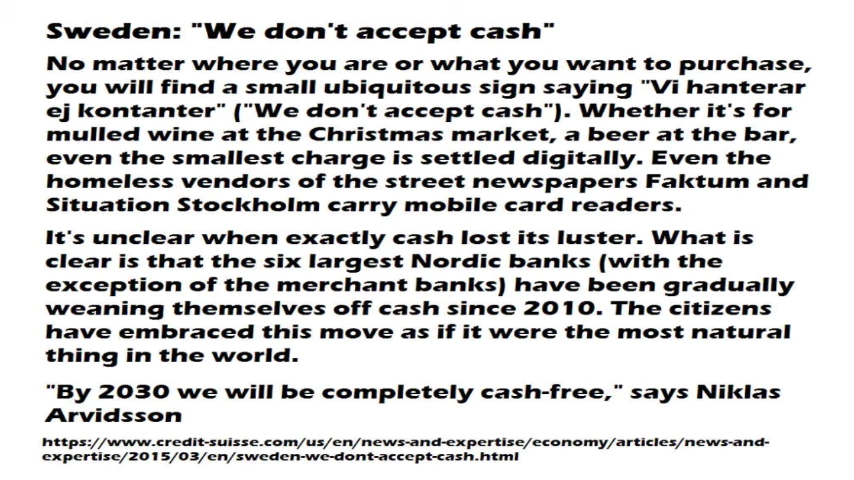 Sweden: "We don't accept cash"
No matter where you are or what you want to purchase,
you will find a small ubiquitous sign saying "Vi hanterar
ej kontanter" ("We don't accept cash"). Whether it's for
mulled wine at the Christmas market, a beer at the bar,
even the smallest charge is settled digitally. Even the
homeless vendors of the street newspapers Faktum and
Situation Stockholm carry mobile card readers.
It's unclear when exactly cash lost its luster. What is
clear is that the six largest Nordic banks (with the
exception of the merchant banks) have been gradually
weaning themselves off cash since 2010. The citizens
have embraced this move as if it were the most natural
thing in the world.
"By 2030 we will be completely cash-free," says Niklas
Arvidsson
https://www.credit-suisse.com/us/en/news-and-expertise/economy/articles/news-and-
expertise/2015/03/en/sweden-we-dont-accept-cash.html